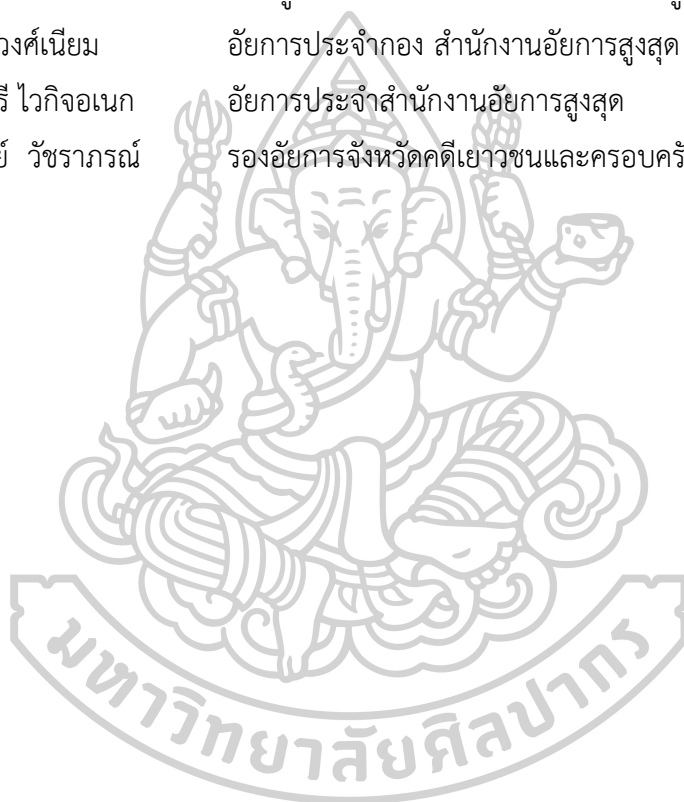 วงศ์เนียม อัยการประจำกอง สำนักงานอัยการสูงสุด
รี ไวกิจอเนก อัยการประจำสำนักงานอัยการสูงสุด
ย์ วัชราภรณ์ รองอัยการจังหวัดคดีเยาวชนและครอบครั
มหาวิทยาลัยศิลปากร